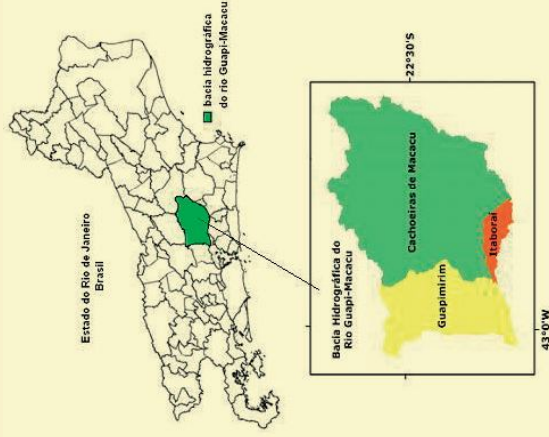 Estado do Rio de Janeiro
Brasil
bacia hidrográfica
do rio Guapi-Macacu
Bacia Hidrográfica do
Rio Guapi-Macacu
Cachoeiras de Macacu
Guapimirim
Itaboraí
-22°30'S
43°0'W